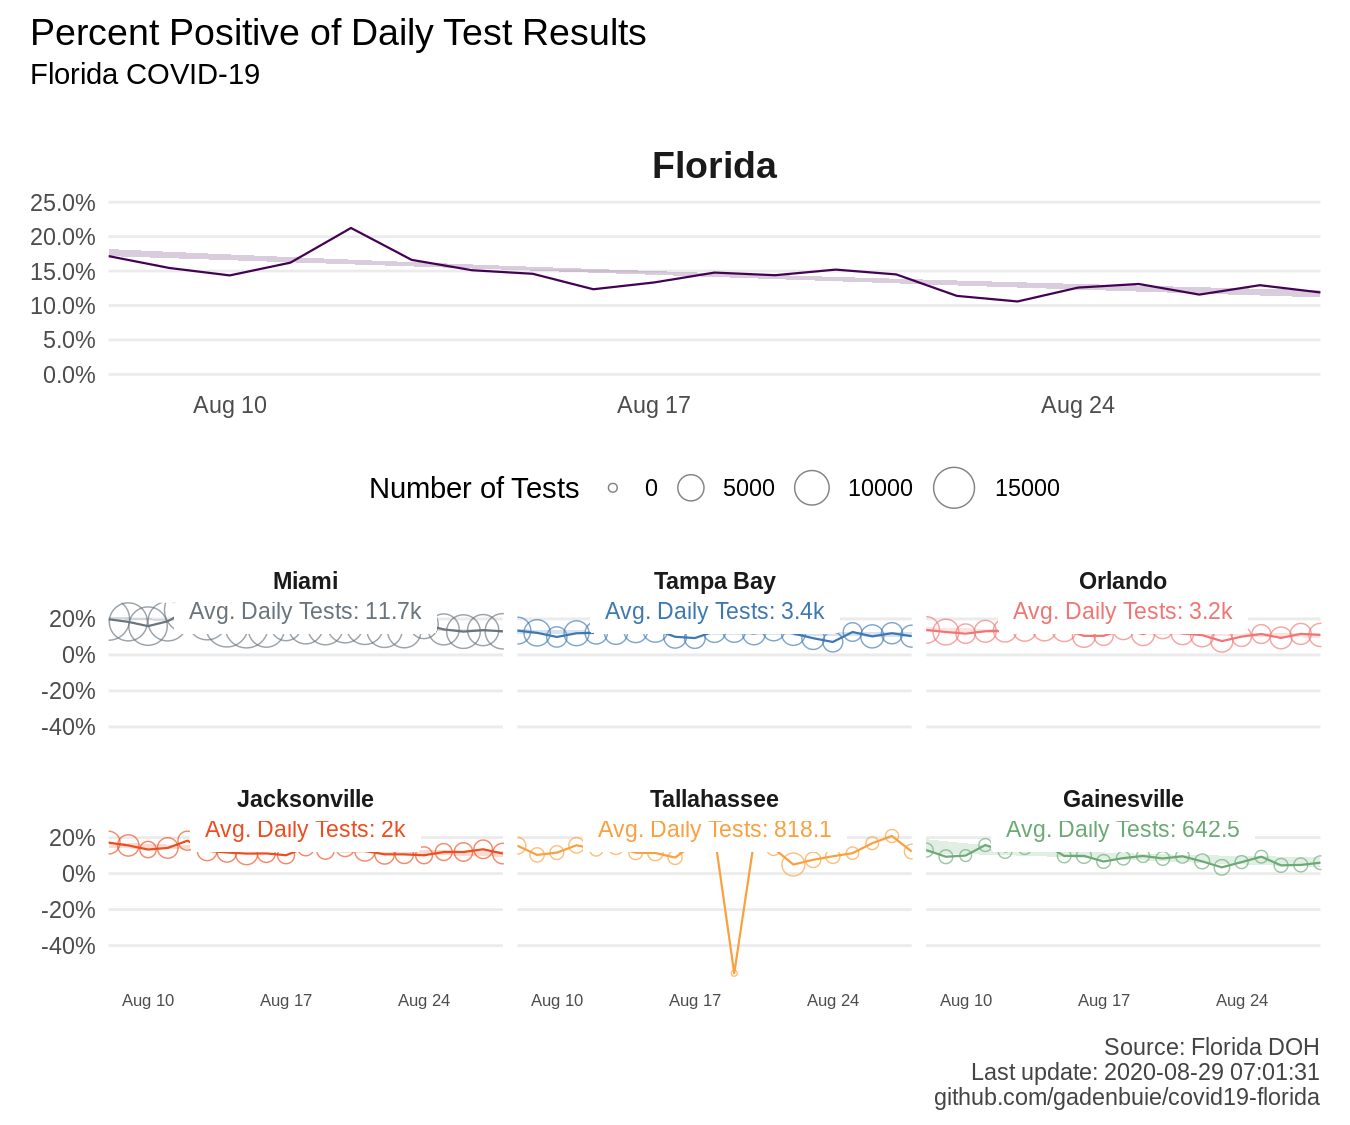 Percent Positive of Daily Test Results
Florida COVID-19
Florida
25.0%
20.0%
15.0%
10.0%
5.0%
0.0%
Aug 10 Aug 17 Aug 24
Number of Tests 0 5000 10000 15000
Miami Tampa Bay Orlando
Avg. Daily Tests: 11.7k Avg. Daily Tests: 3.4k Avg. Daily Tests: 3.2k
20%
0%
-20%
-40%
Jacksonville Tallahassee Gainesville
Avg. Daily Tests: 2k Avg. Daily Tests: 818.1 Avg. Daily Tests: 642.5
20%
0%
-20%
-40%
Aug 10 Aug 17 Aug 24 Aug 10 Aug 17 Aug 24 Aug 10 Aug 17 Aug 24
Source: Florida DOH
Last update: 2020-08-29 07:01:31
github.com/gadenbuie/covid19-florida